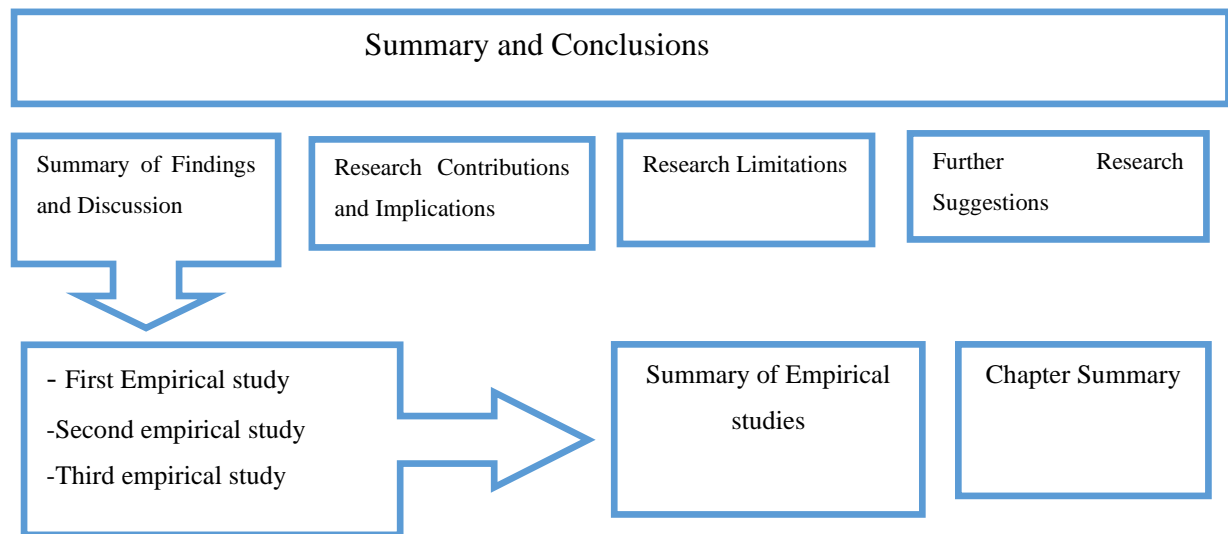 Summary and Conclusions
Summary of Findings
and Discussion
Research Contributions
and Implications
Research Limitations
Further Research
Suggestions
- First Empirical study
-Second empirical study
-Third empirical study
Summary of Empirical
studies
Chapter Summary